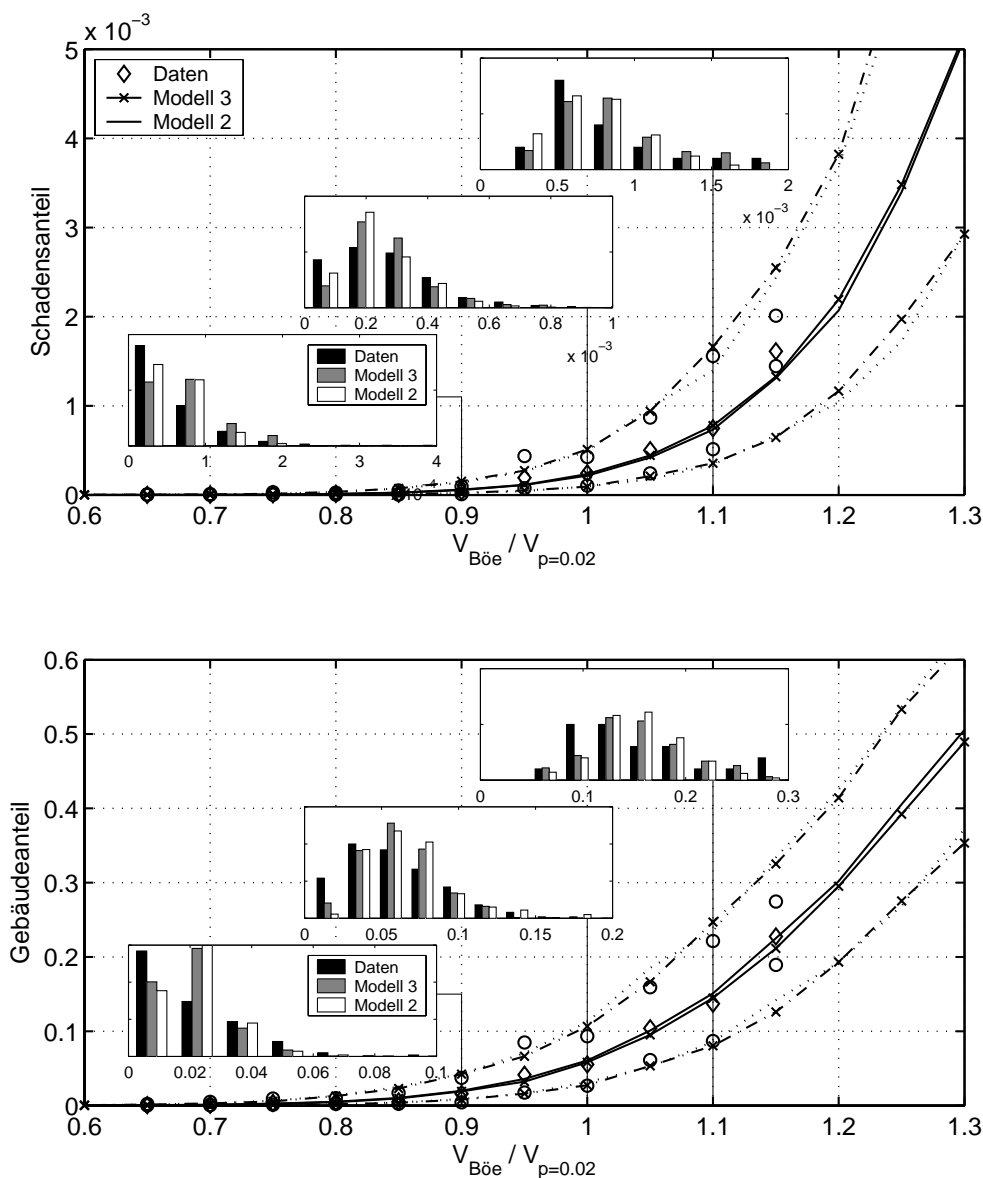 x 10⁻³
5
4
3
2
1
0
Schadensanteil
Daten
Modell 3
Modell 2
0 0.5 1 1.5 2
x 10⁻³
0 0.2 0.4 0.6 0.8 1
x 10⁻³
Daten
Modell 3
Modell 2
0 1 2 3 4
0.6 0.7 0.8 0.9 1 1.1 1.2 1.3
V_Böe / V_p=0.02
0.6
0.5
0.4
0.3
0.2
0.1
0
Gebäudeanteil
0 0.1 0.2 0.3
0 0.05 0.1 0.15 0.2
Daten
Modell 3
Modell 2
0 0.02 0.04 0.06 0.08 0.1
0.6 0.7 0.8 0.9 1 1.1 1.2 1.3
V_Böe / V_p=0.02